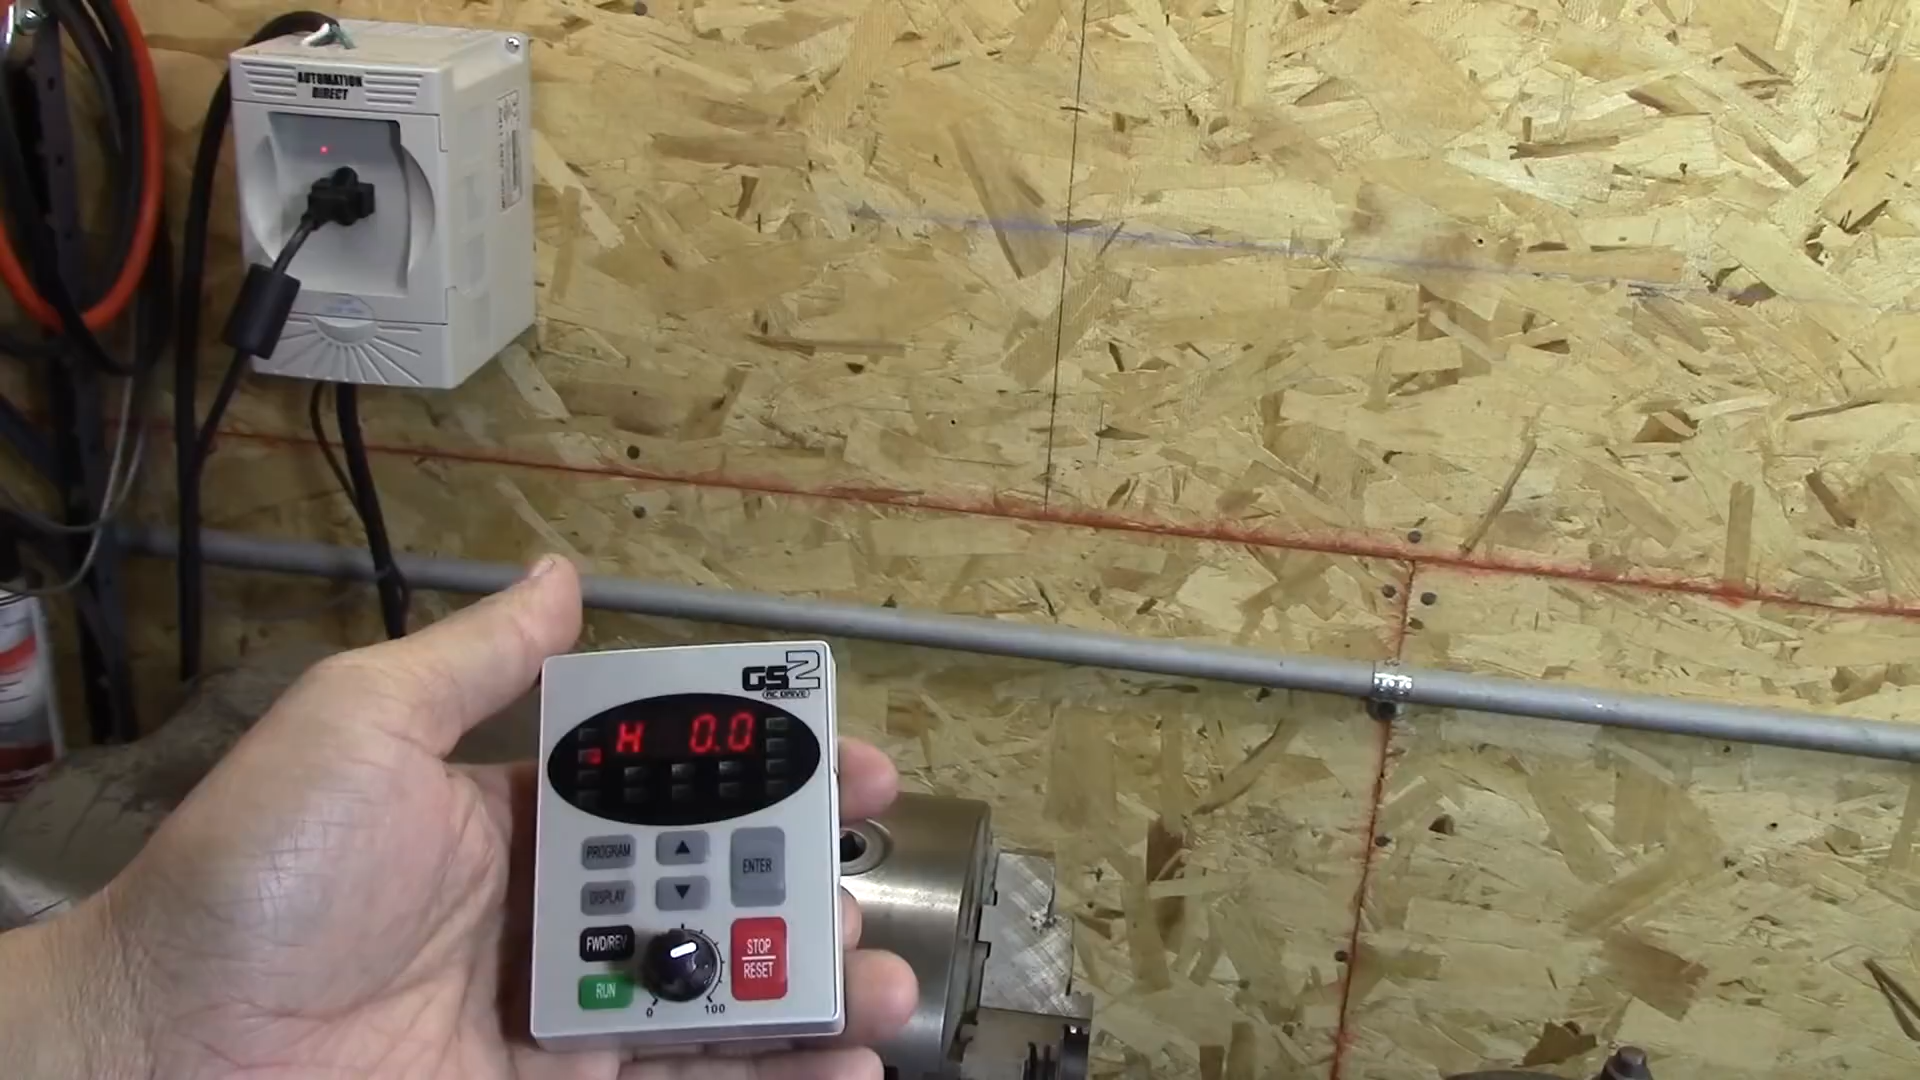 AUTOMATION
DIRECT
GS2
AC DRIVE
H 0.0
PROGRAM
ENTER
DISPLAY
FWD/REV
STOP
RESET
RUN
0
100